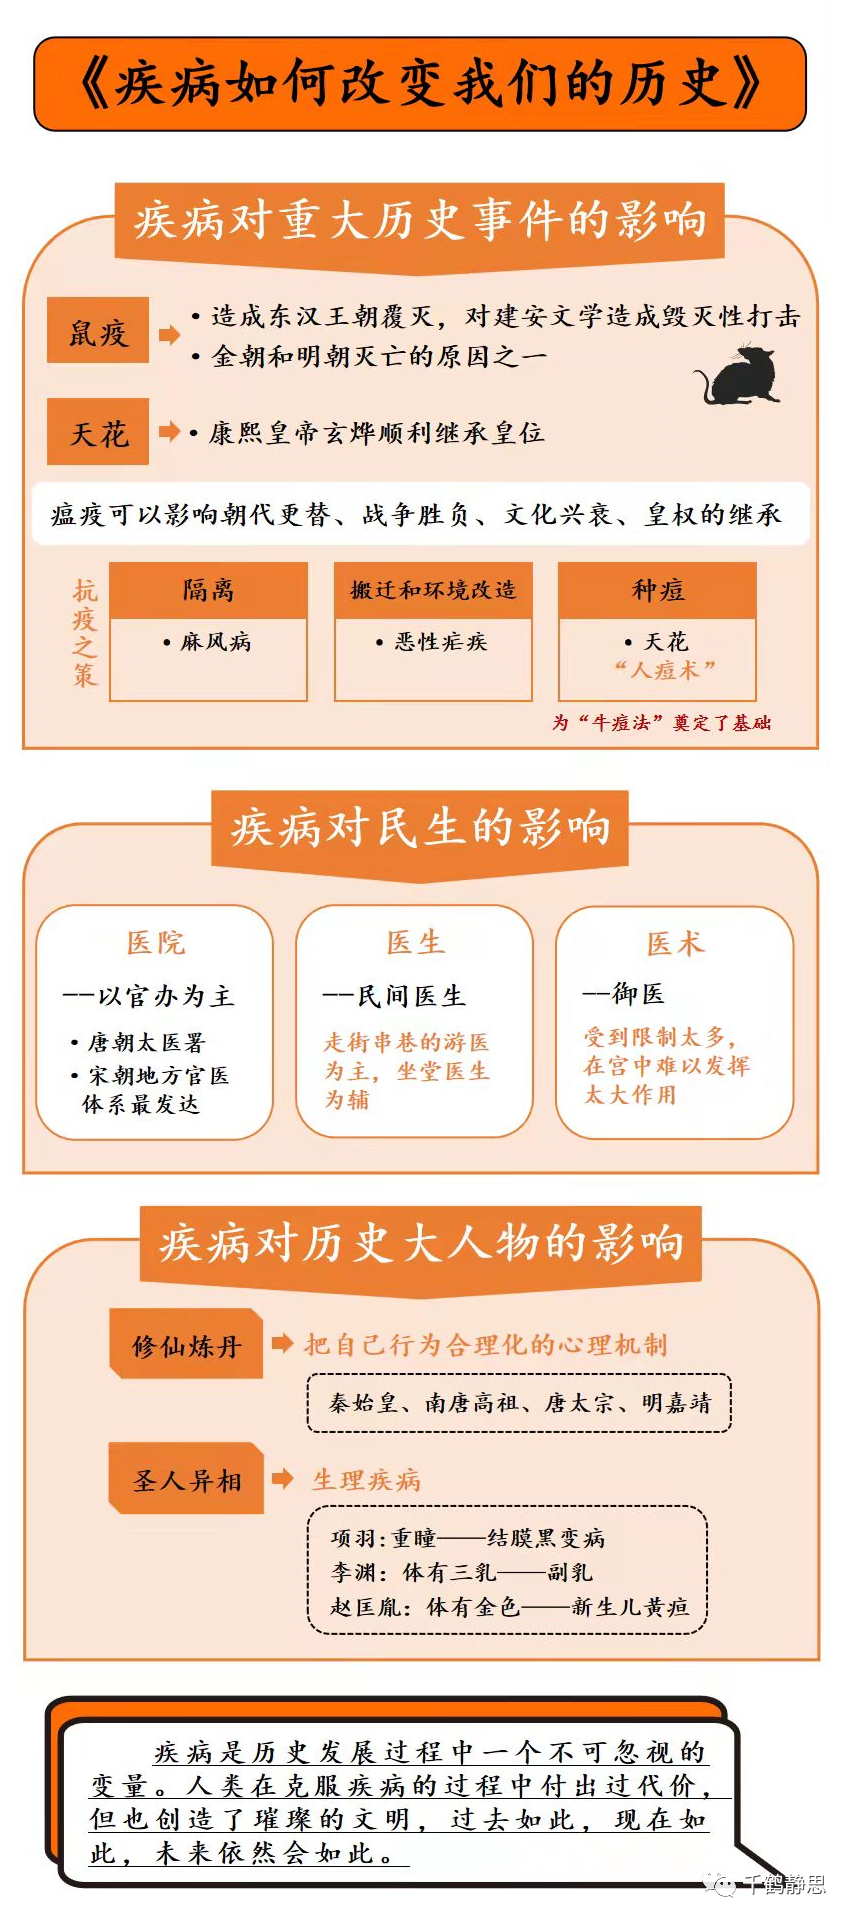 《疾病如何改变我们的历史》
疾病对重大历史事件的影响
鼠疫
•造成东汉王朝覆灭，对建安文学造成毁灭性打击
•金朝和明朝灭亡的原因之一
天花
•康熙皇帝玄烨顺利继承皇位
瘟疫可以影响朝代更替、战争胜负、文化兴衰、皇权的继承
抗疫之策
隔离
•麻风病
搬迁和环境改造
•恶性疟疾
种痘
•天花
“人痘术”
为“牛痘法”奠定了基础
疾病对民生的影响
医院
——以官办为主
•唐朝太医署
•宋朝地方官医
体系最发达
医生
——民间医生
走街串巷的游医
为主，坐堂医生
为辅
医术
——御医
受到限制太多，
在宫中难以发挥
太大作用
疾病对历史大人物的影响
修仙炼丹
把自己行为合理化的心理机制
秦始皇、南唐高祖、唐太宗、明嘉靖
圣人异相
生理疾病
项羽:重瞳——结膜黑变病
李渊：体有三乳——副乳
赵匡胤：体有金色——新生儿黄疸
疾病是历史发展过程中一个不可忽视的
变量。人类在克服疾病的过程中付出过代价，
但也创造了璀璨的文明，过去如此，现在如
此，未来依然会如此。
千鹤静思